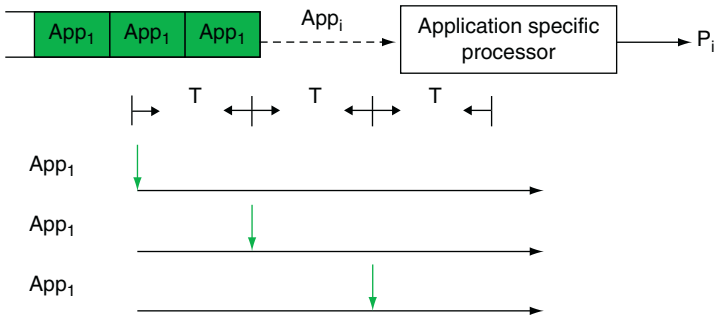 App₁ App₁ App₁
Appᵢ
Application specific
processor
Pᵢ
T T T
App₁
App₁
App₁